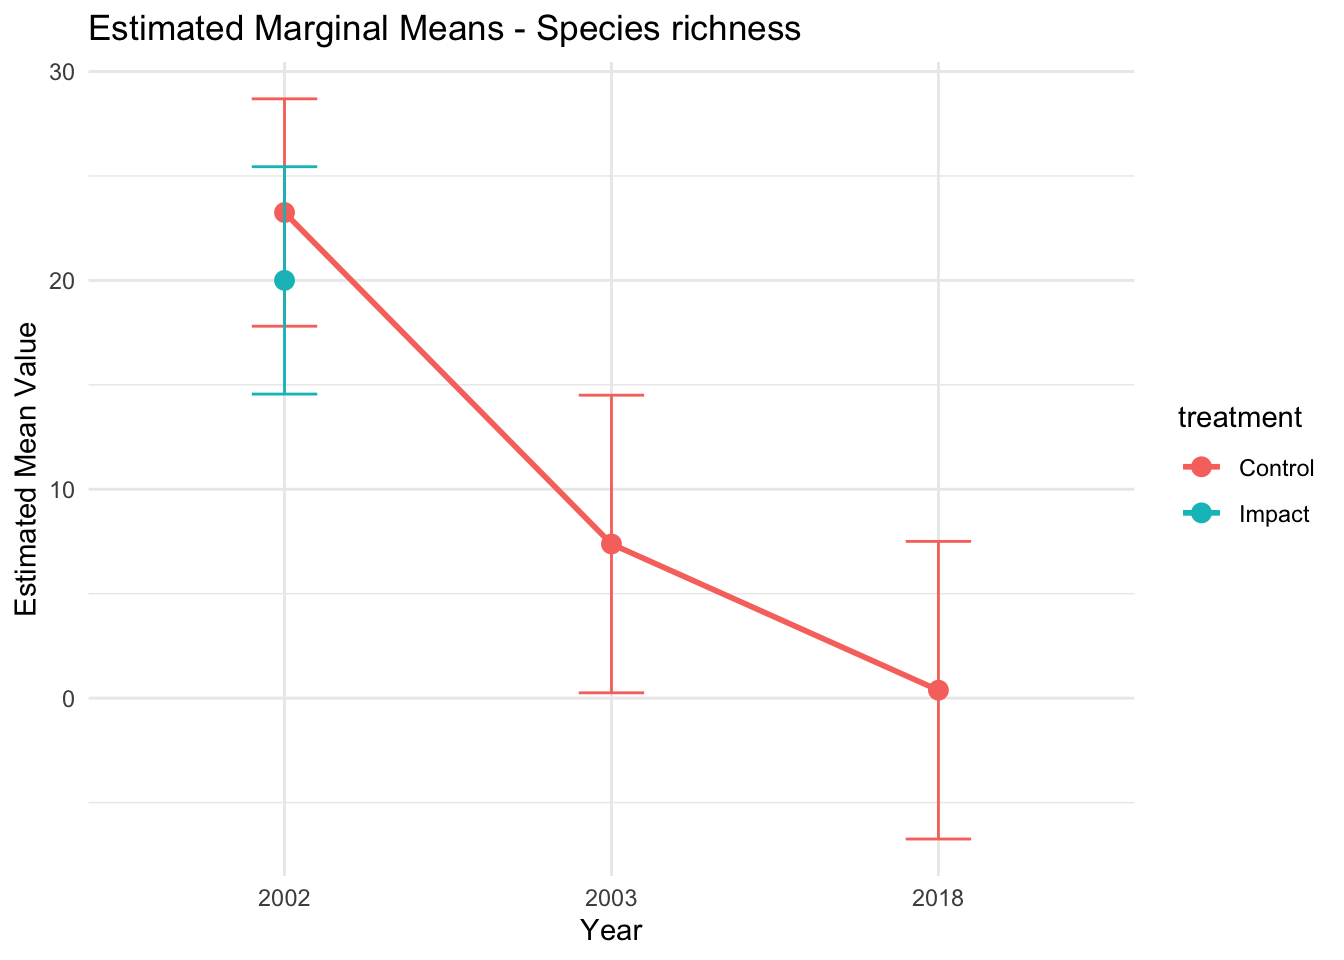 Estimated Marginal Means - Species richness
Estimated Mean Value
30
20
10
0
2002
2003
2018
Year
treatment
Control
Impact